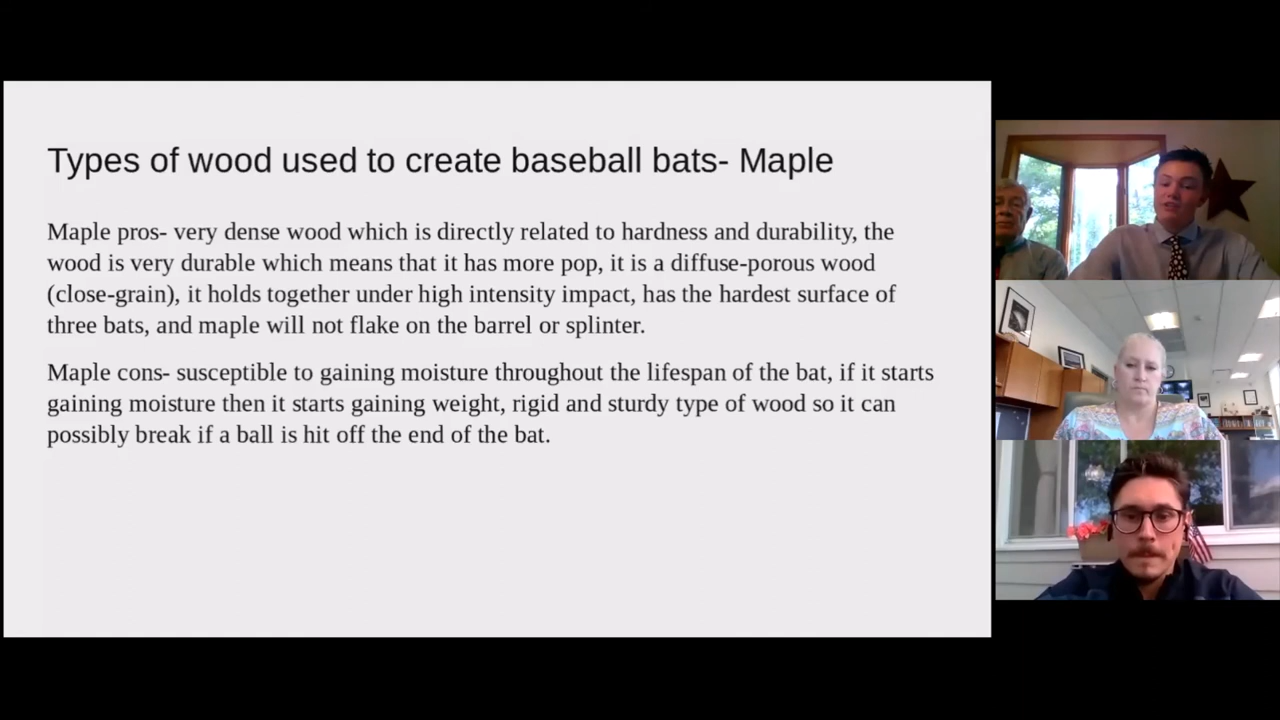 Types of wood used to create baseball bats- Maple
Maple pros- very dense wood which is directly related to hardness and durability, the
wood is very durable which means that it has more pop, it is a diffuse-porous wood
(close-grain), it holds together under high intensity impact, has the hardest surface of
three bats, and maple will not flake on the barrel or splinter.
Maple cons- susceptible to gaining moisture throughout the lifespan of the bat, if it starts
gaining moisture then it starts gaining weight, rigid and sturdy type of wood so it can
possibly break if a ball is hit off the end of the bat.